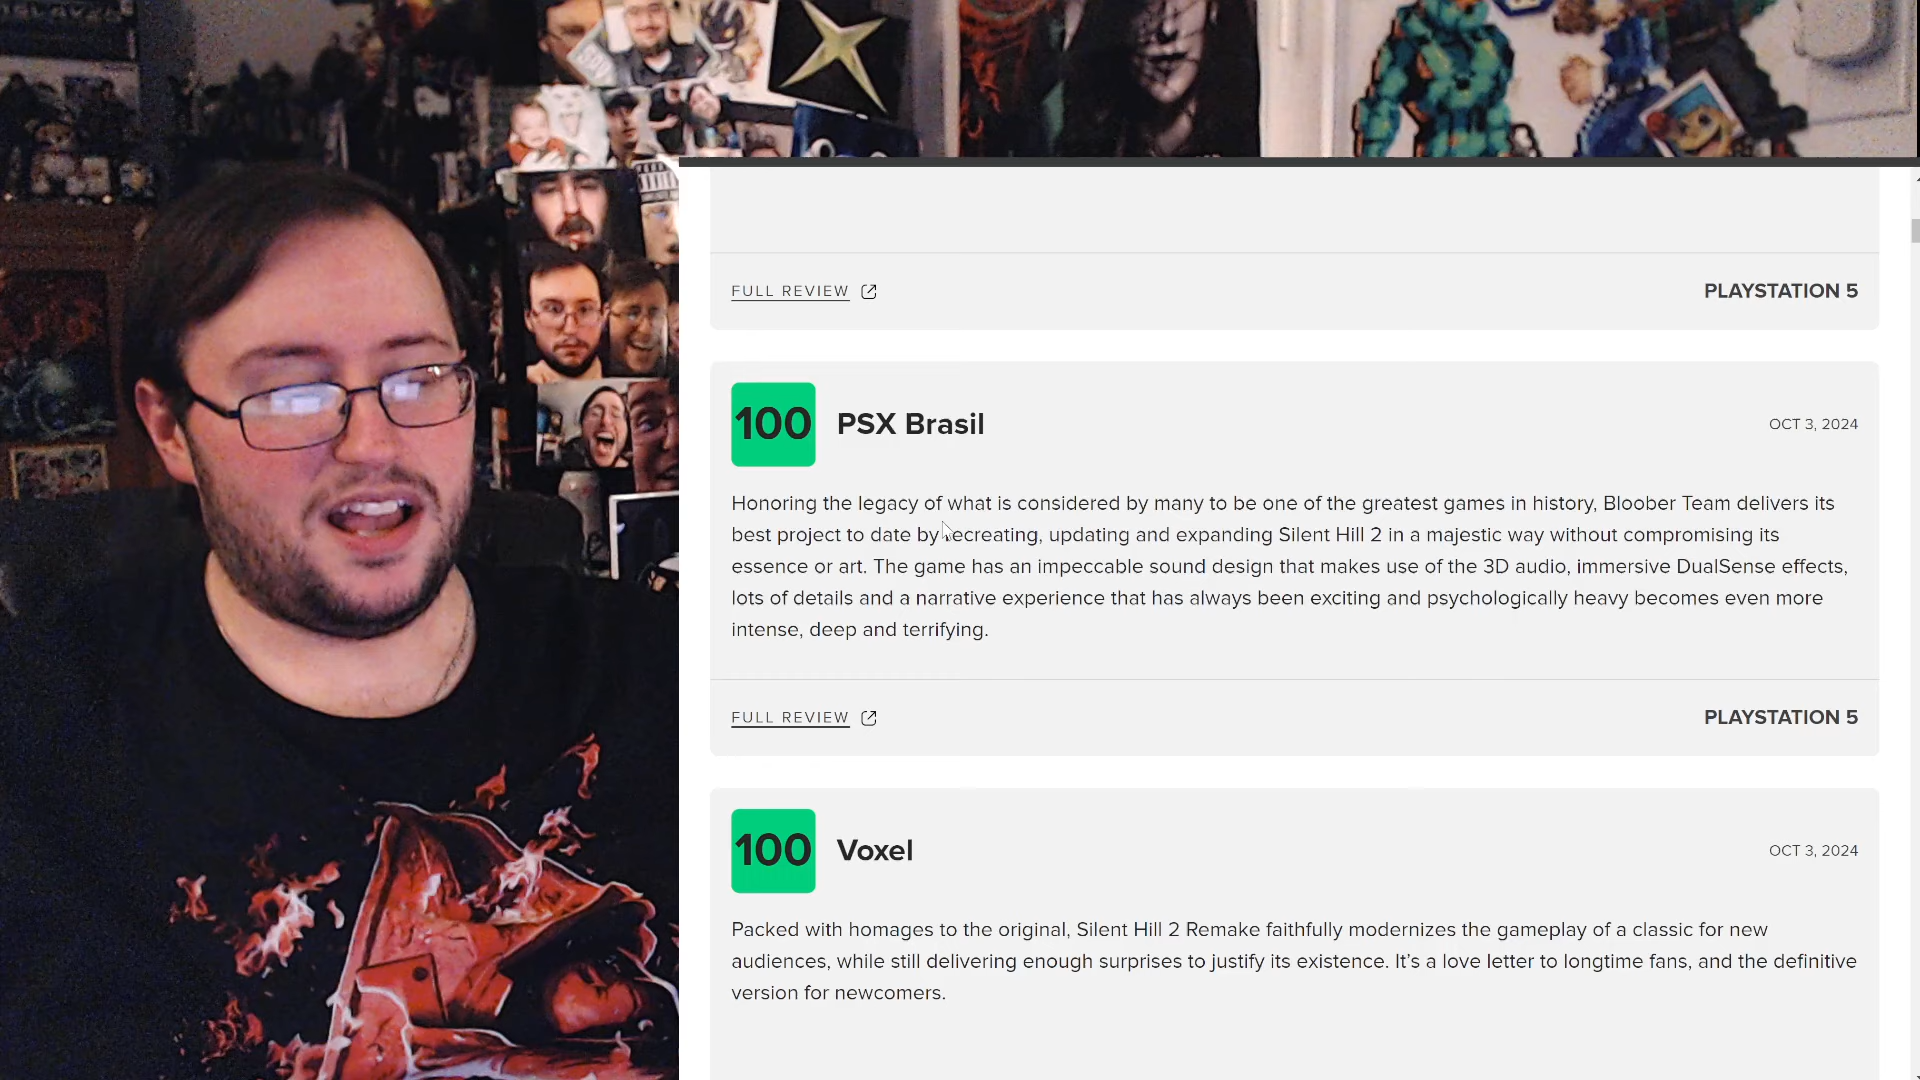 FULL REVIEW
PLAYSTATION 5
100 PSX Brasil
OCT 3, 2024
Honoring the legacy of what is considered by many to be one of the greatest games in history, Bloober Team delivers its
best project to date by recreating, updating and expanding Silent Hill 2 in a majestic way without compromising its
essence or art. The game has an impeccable sound design that makes use of the 3D audio, immersive DualSense effects,
lots of details and a narrative experience that has always been exciting and psychologically heavy becomes even more
intense, deep and terrifying.
FULL REVIEW
PLAYSTATION 5
100 Voxel
OCT 3, 2024
Packed with homages to the original, Silent Hill 2 Remake faithfully modernizes the gameplay of a classic for new
audiences, while still delivering enough surprises to justify its existence. It’s a love letter to longtime fans, and the definitive
version for newcomers.